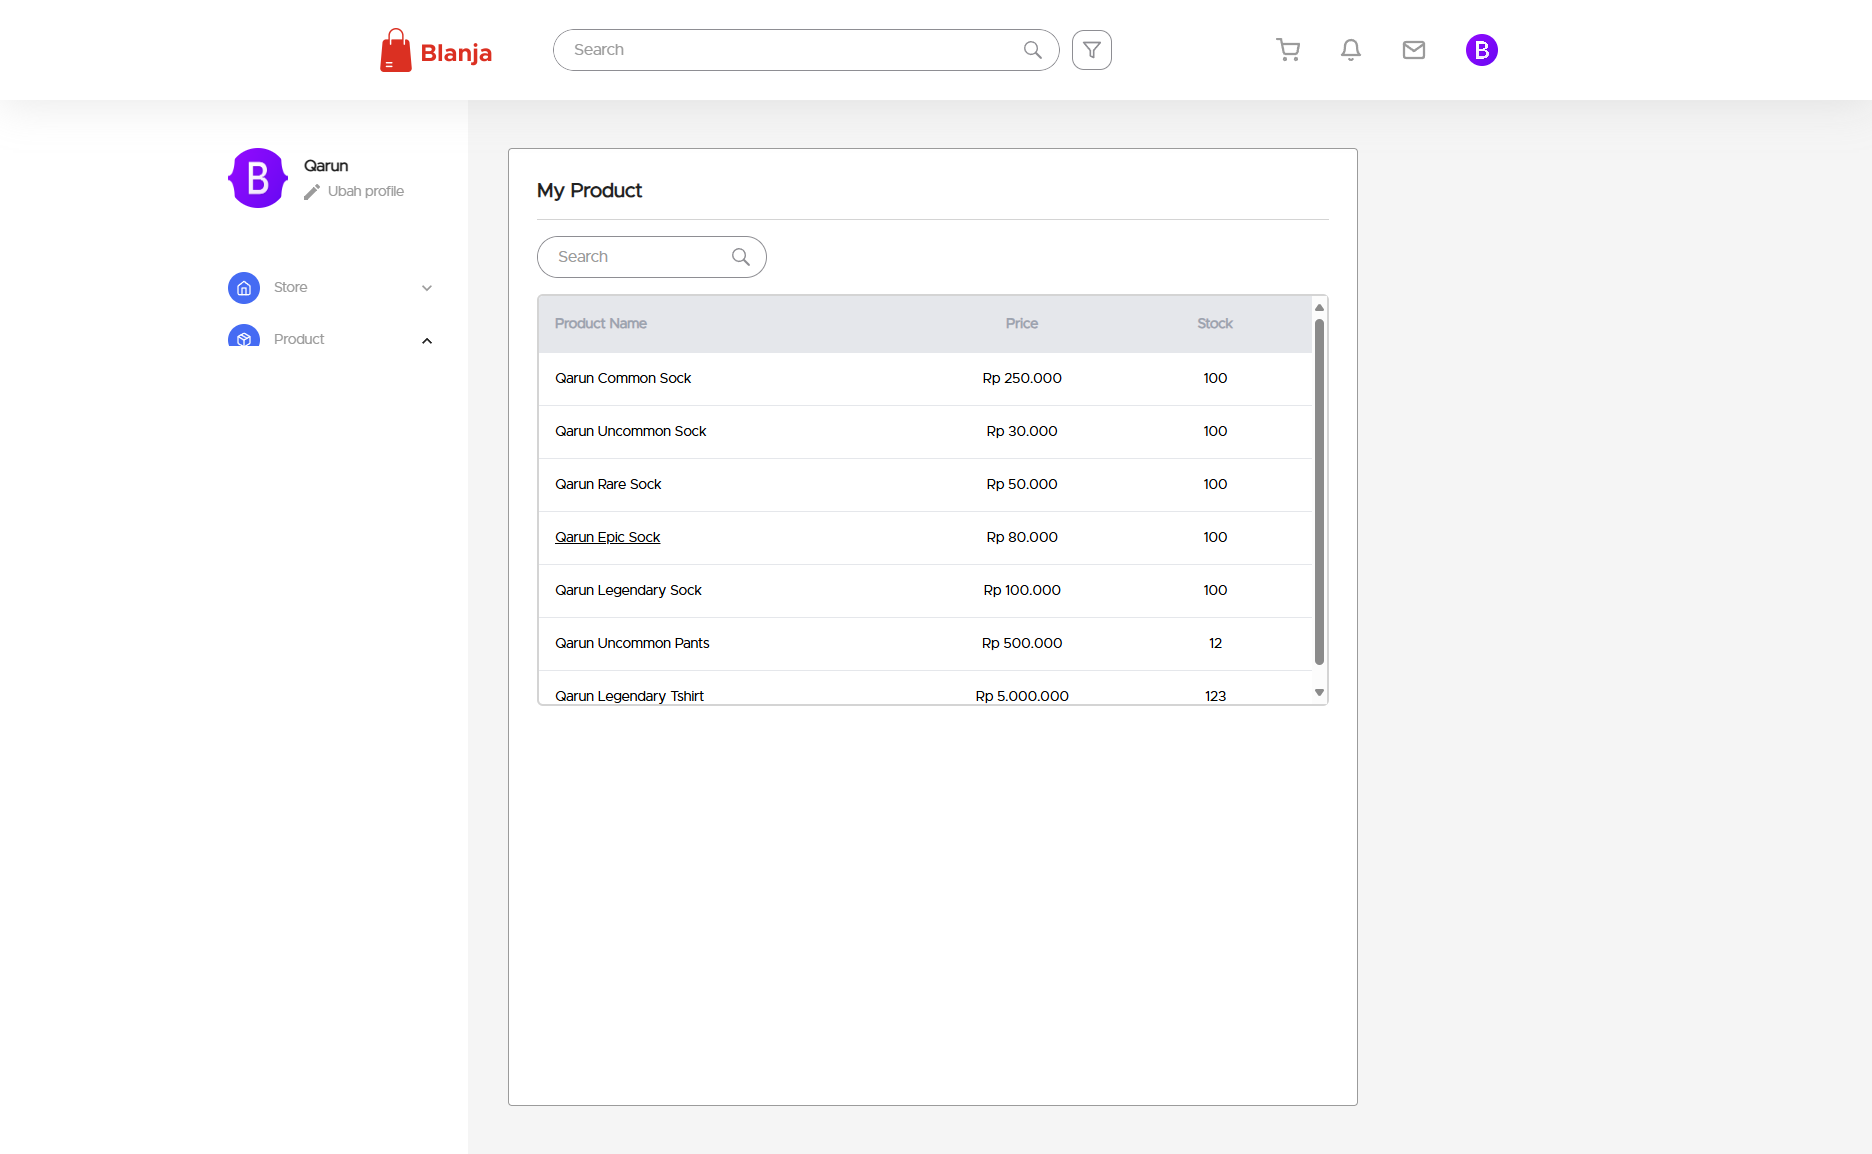 Blanja
Search
B
B
Qarun
Ubah profile
Store
Product
My Product
Search
Product Name Price Stock
Qarun Common Sock Rp 250.000 100
Qarun Uncommon Sock Rp 30.000 100
Qarun Rare Sock Rp 50.000 100
Qarun Epic Sock Rp 80.000 100
Qarun Legendary Sock Rp 100.000 100
Qarun Uncommon Pants Rp 500.000 12
Qarun Legendary Tshirt Rp 5.000.000 123